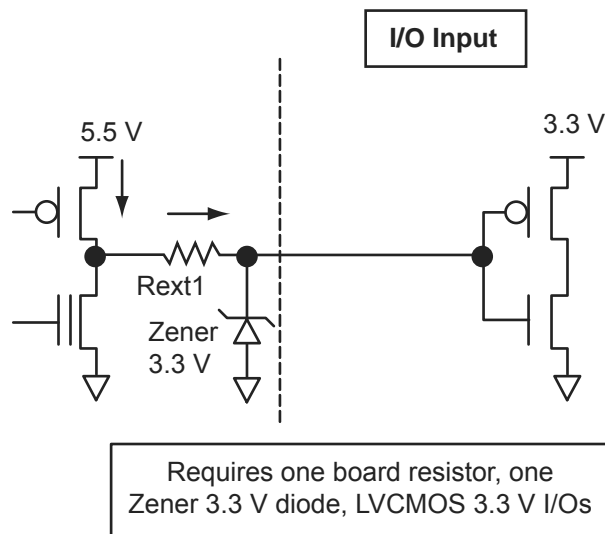 I/O Input
5.5 V
3.3 V
Rext1
Zener
3.3 V
Requires one board resistor, one
Zener 3.3 V diode, LVCMOS 3.3 V I/Os